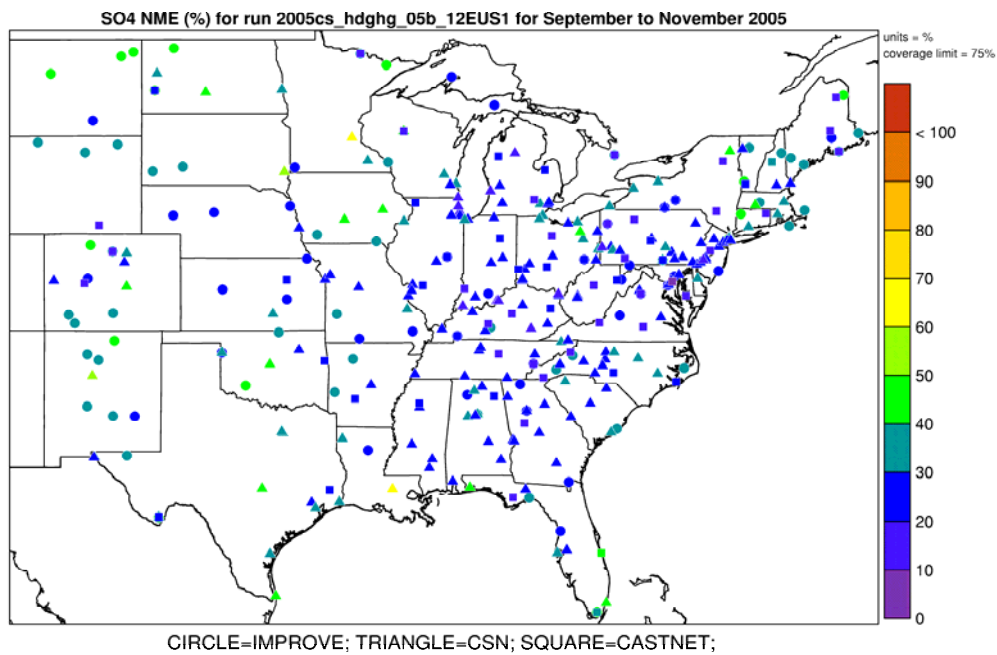 SO4 NME (%) for run 2005cs_hdghg_05b_12EUS1 for September to November 2005
units = %
coverage limit = 75%
< 100
90
80
70
60
50
40
30
20
10
0
CIRCLE=IMPROVE; TRIANGLE=CSN; SQUARE=CASTNET;